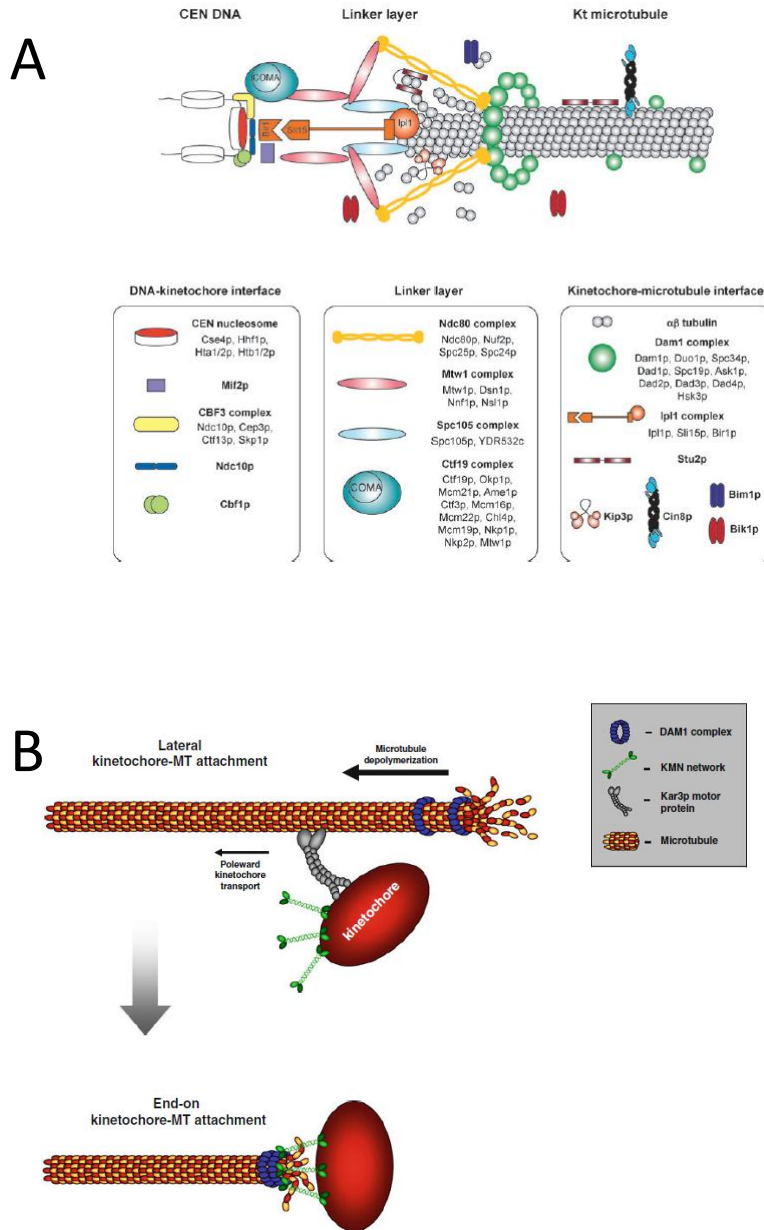 A
CEN DNA
Linker layer
Kt microtubule
COMA
Bir1
Sli15
Ipl1
DNA-kinetochore interface
CEN nucleosome
Cse4p, Hhf1p,
Hta1/2p, Htb1/2p
Mif2p
CBF3 complex
Ndc10p, Cep3p,
Ctf13p, Skp1p
Ndc10p
Cbf1p
Linker layer
Ndc80 complex
Ndc80p, Nuf2p,
Spc25p, Spc24p
Mtw1 complex
Mtw1p, Dsn1p,
Nnf1p, Nsl1p
Spc105 complex
Spc105p, YDR532c
Ctf19 complex
Ctf19p, Okp1p,
Mcm21p, Ame1p
Ctf3p, Mcm16p,
Mcm22p, Chl4p,
Mcm19p, Nkp1p,
Nkp2p, Mtw1p
COMA
Kinetochore-microtubule interface
αβ tubulin
Dam1 complex
Dam1p, Duo1p, Spc34p,
Dad1p, Spc19p, Ask1p,
Dad2p, Dad3p, Dad4p,
Hsk3p
Ipl1 complex
Ipl1p, Sli15p, Bir1p
Stu2p
Kip3p
Cin8p
Bim1p
Bik1p
B
Lateral
kinetochore-MT attachment
Microtubule
depolymerization
Poleward
kinetochore
transport
kinetochore
– DAM1 complex
– KMN network
– Kar3p motor
protein
– Microtubule
End-on
kinetochore-MT attachment